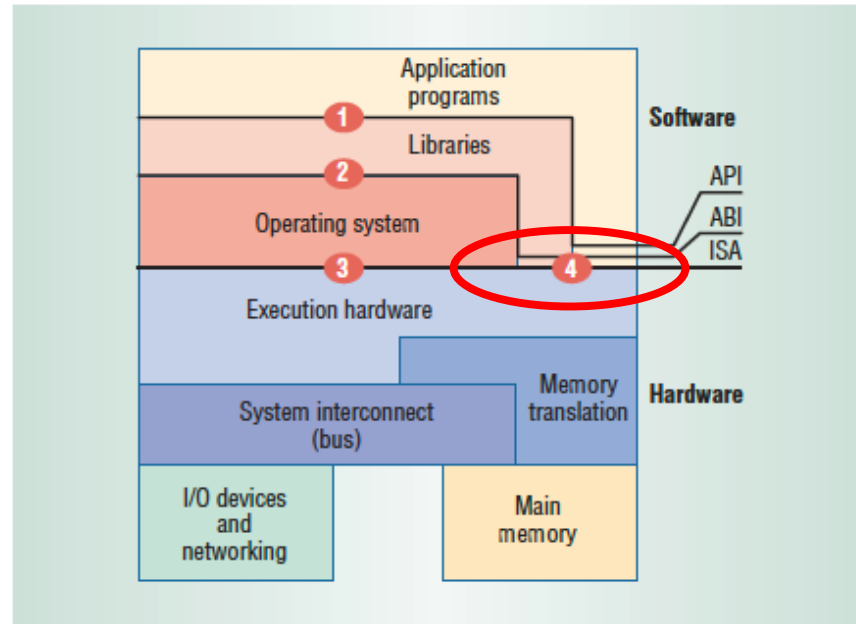 Application
programs
1
Software
Libraries
2
API
Operating system
ABI
ISA
3
4
Execution hardware
Memory
translation
Hardware
System interconnect
(bus)
I/O devices
and
networking
Main
memory